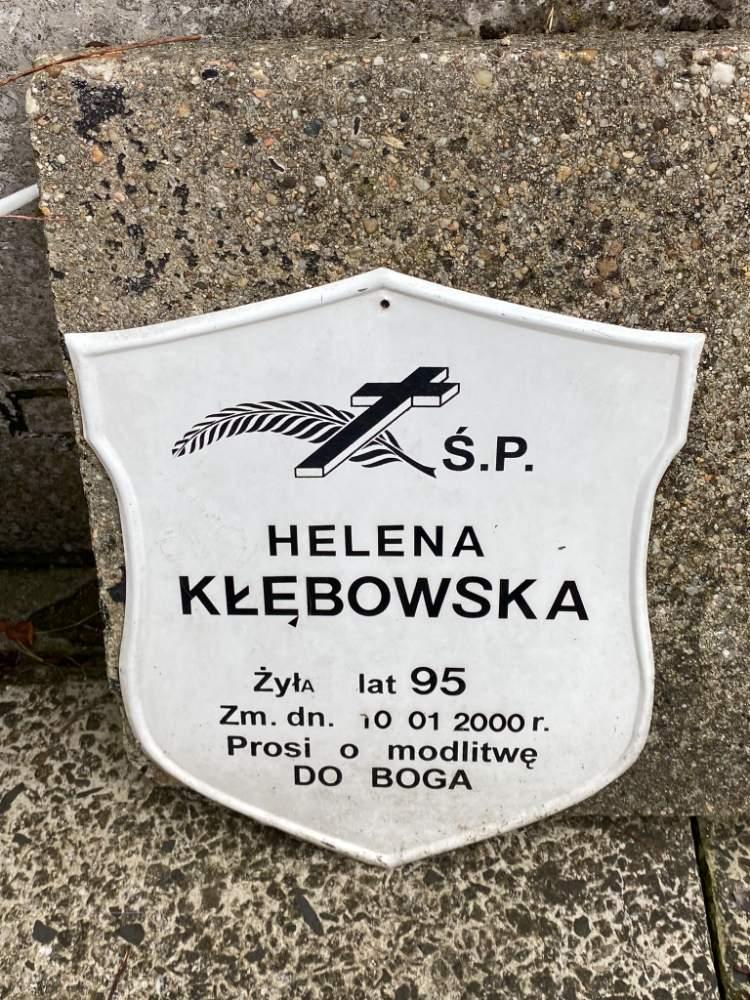 Ś.P.
HELENA
KŁĘBOWSKA
ŻyłA lat 95
Zm. dn. 10 01 2000 r.
Prosi o modlitwę
DO BOGA